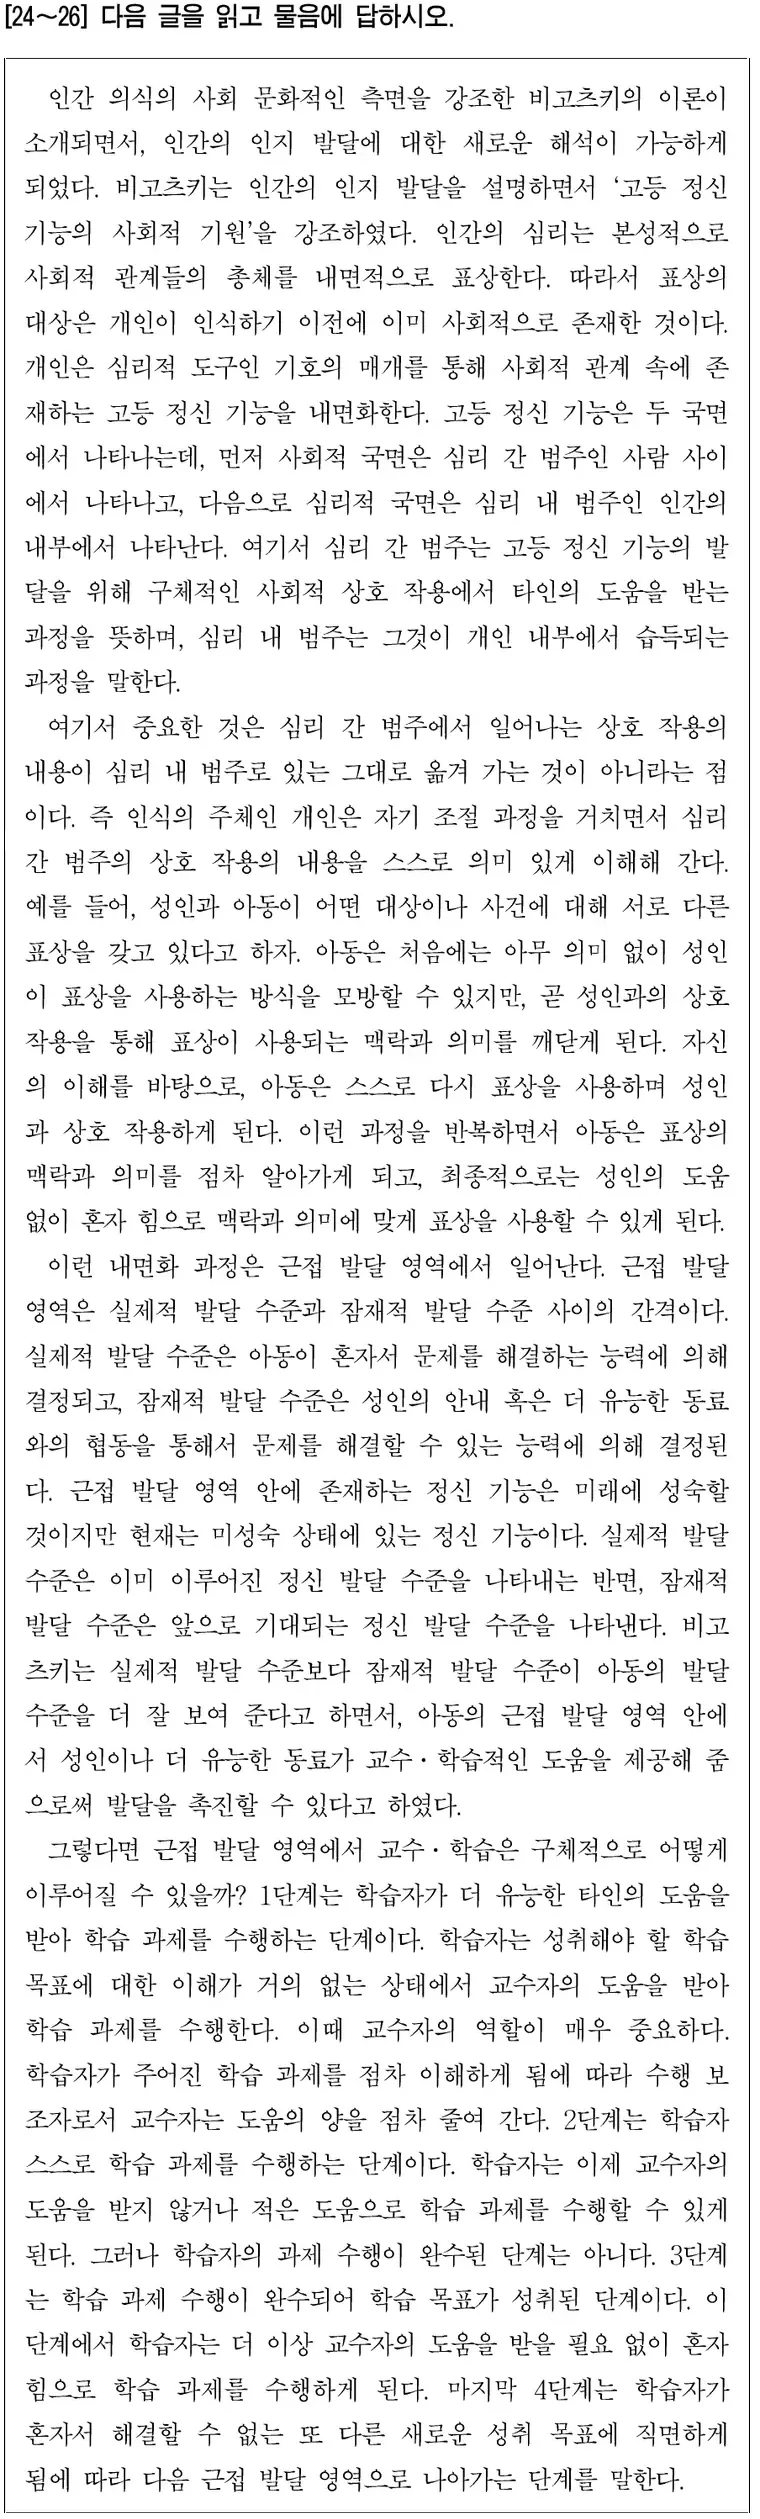 [24～26] 다음 글을 읽고 물음에 답하시오.
인간 의식의 사회 문화적인 측면을 강조한 비고츠키의 이론이
소개되면서, 인간의 인지 발달에 대한 새로운 해석이 가능하게
되었다. 비고츠키는 인간의 인지 발달을 설명하면서 ‘고등 정신
기능의 사회적 기원’을 강조하였다. 인간의 심리는 본성적으로
사회적 관계들의 총체를 내면적으로 표상한다. 따라서 표상의
대상은 개인이 인식하기 이전에 이미 사회적으로 존재한 것이다.
개인은 심리적 도구인 기호의 매개를 통해 사회적 관계 속에 존
재하는 고등 정신 기능을 내면화한다. 고등 정신 기능은 두 국면
에서 나타나는데, 먼저 사회적 국면은 심리 간 범주인 사람 사이
에서 나타나고, 다음으로 심리적 국면은 심리 내 범주인 인간의
내부에서 나타난다. 여기서 심리 간 범주는 고등 정신 기능의 발
달을 위해 구체적인 사회적 상호 작용에서 타인의 도움을 받는
과정을 뜻하며, 심리 내 범주는 그것이 개인 내부에서 습득되는
과정을 말한다.
여기서 중요한 것은 심리 간 범주에서 일어나는 상호 작용의
내용이 심리 내 범주로 있는 그대로 옮겨 가는 것이 아니라는 점
이다. 즉 인식의 주체인 개인은 자기 조절 과정을 거치면서 심리
간 범주의 상호 작용의 내용을 스스로 의미 있게 이해해 간다.
예를 들어, 성인과 아동이 어떤 대상이나 사건에 대해 서로 다른
표상을 갖고 있다고 하자. 아동은 처음에는 아무 의미 없이 성인
이 표상을 사용하는 방식을 모방할 수 있지만, 곧 성인과의 상호
작용을 통해 표상이 사용되는 맥락과 의미를 깨닫게 된다. 자신
의 이해를 바탕으로, 아동은 스스로 다시 표상을 사용하며 성인
과 상호 작용하게 된다. 이런 과정을 반복하면서 아동은 표상의
맥락과 의미를 점차 알아가게 되고, 최종적으로는 성인의 도움
없이 혼자 힘으로 맥락과 의미에 맞게 표상을 사용할 수 있게 된다.
이런 내면화 과정은 근접 발달 영역에서 일어난다. 근접 발달
영역은 실제적 발달 수준과 잠재적 발달 수준 사이의 간격이다.
실제적 발달 수준은 아동이 혼자서 문제를 해결하는 능력에 의해
결정되고, 잠재적 발달 수준은 성인의 안내 혹은 더 유능한 동료
와의 협동을 통해서 문제를 해결할 수 있는 능력에 의해 결정된
다. 근접 발달 영역 안에 존재하는 정신 기능은 미래에 성숙할
것이지만 현재는 미성숙 상태에 있는 정신 기능이다. 실제적 발달
수준은 이미 이루어진 정신 발달 수준을 나타내는 반면, 잠재적
발달 수준은 앞으로 기대되는 정신 발달 수준을 나타낸다. 비고
츠키는 실제적 발달 수준보다 잠재적 발달 수준이 아동의 발달
수준을 더 잘 보여 준다고 하면서, 아동의 근접 발달 영역 안에
서 성인이나 더 유능한 동료가 교수·학습적인 도움을 제공해 줌
으로써 발달을 촉진할 수 있다고 하였다.
그렇다면 근접 발달 영역에서 교수·학습은 구체적으로 어떻게
이루어질 수 있을까? 1단계는 학습자가 더 유능한 타인의 도움을
받아 학습 과제를 수행하는 단계이다. 학습자는 성취해야 할 학습
목표에 대한 이해가 거의 없는 상태에서 교수자의 도움을 받아
학습 과제를 수행한다. 이때 교수자의 역할이 매우 중요하다.
학습자가 주어진 학습 과제를 점차 이해하게 됨에 따라 수행 보
조자로서 교수자는 도움의 양을 점차 줄여 간다. 2단계는 학습자
스스로 학습 과제를 수행하는 단계이다. 학습자는 이제 교수자의
도움을 받지 않거나 적은 도움으로 학습 과제를 수행할 수 있게
된다. 그러나 학습자의 과제 수행이 완수된 단계는 아니다. 3단계
는 학습 과제 수행이 완수되어 학습 목표가 성취된 단계이다. 이
단계에서 학습자는 더 이상 교수자의 도움을 받을 필요 없이 혼자
힘으로 학습 과제를 수행하게 된다. 마지막 4단계는 학습자가
혼자서 해결할 수 없는 또 다른 새로운 성취 목표에 직면하게
됨에 따라 다음 근접 발달 영역으로 나아가는 단계를 말한다.